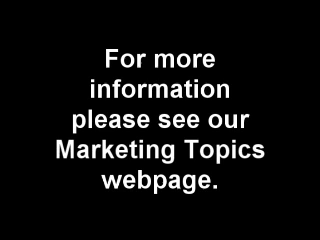 For more
information
please see our
Marketing Topics
webpage.